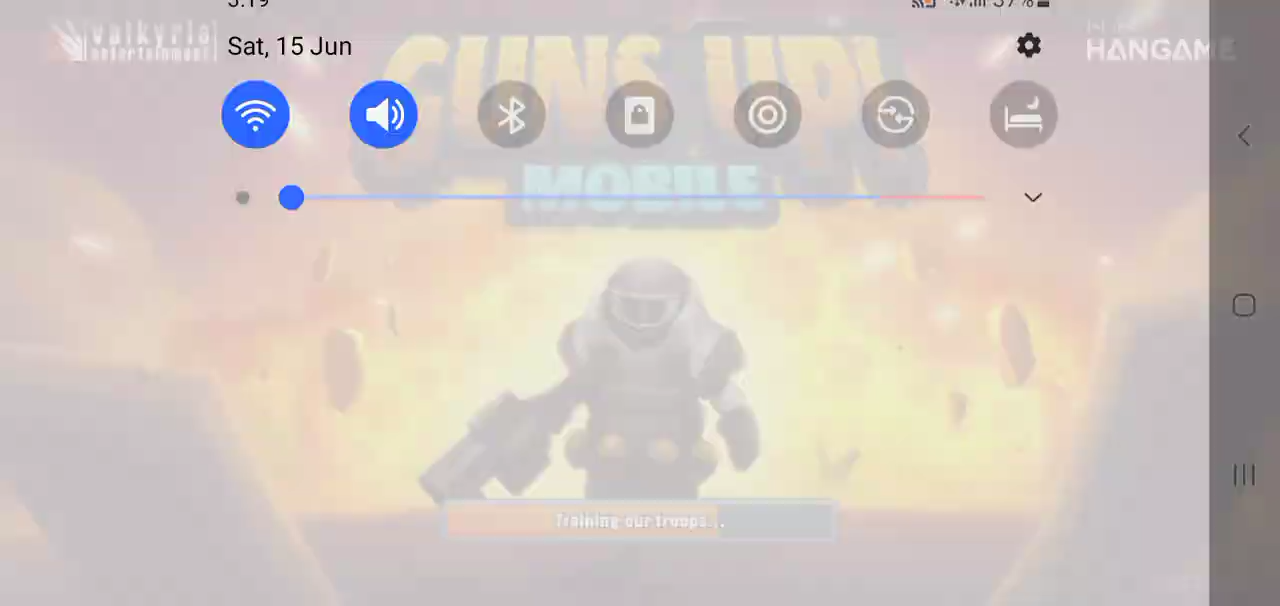 Sat, 15 Jun
valkyrie
entertainment
HANGAME
GUNS UP!
MOBILE
Training our troops...